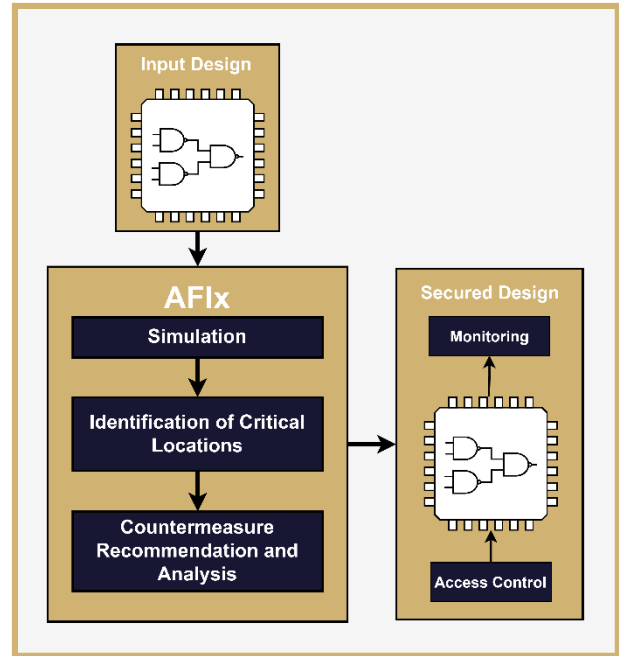 Input Design
AFIx
Simulation
Identification of Critical
Locations
Countermeasure
Recommendation and
Analysis
Secured Design
Monitoring
Access Control